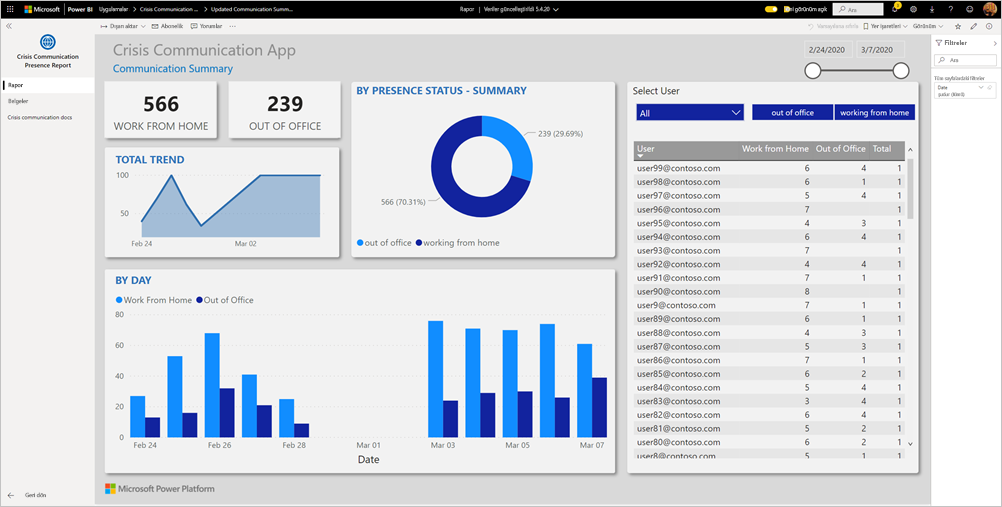 Microsoft Power BI Uygulamalar > Crisis Communication ... > Updated Communication Summ... Rapor | Veriler güncelleştirildi 5.4.20 görünüm açık Ara
Dışarı aktar Abonelik Yorumlar ... Varsayılana sıfırla Yer işaretleri Görünüm
Crisis Communication
Presence Report
Rapor
Belgeler
Crisis communication docs
Geri dön
Crisis Communication App
Communication Summary
2/24/2020 3/7/2020
566
WORK FROM HOME
239
OUT OF OFFICE
TOTAL TREND
100
50
Feb 24 Mar 02
BY PRESENCE STATUS - SUMMARY
239 (29.69%)
566 (70.31%)
out of office working from home
BY DAY
Work From Home Out of Office
80
60
40
20
0
Feb 24 Feb 26 Feb 28 Mar 01 Mar 03 Mar 05 Mar 07
Date
Select User
All
out of office working from home
User Work from Home Out of Office Total
user99@contoso.com 6 4 1
user98@contoso.com 6 1 1
user97@contoso.com 5 4 1
user96@contoso.com 7 1
user95@contoso.com 4 3 1
user94@contoso.com 6 4 1
user93@contoso.com 7 1
user92@contoso.com 4 4 1
user91@contoso.com 7 1 1
user90@contoso.com 8 1
user9@contoso.com 7 1 1
user89@contoso.com 6 1 1
user88@contoso.com 4 3 1
user87@contoso.com 5 3 1
user86@contoso.com 7 1 1
user85@contoso.com 6 2 1
user84@contoso.com 5 4 1
user83@contoso.com 3 4 1
user82@contoso.com 6 4 1
user81@contoso.com 5 2 1
user80@contoso.com 6 2 1
user8@contoso.com 5 1 1
Microsoft Power Platform
Filtreler
Ara
Tüm sayfalardaki filtreler
Date